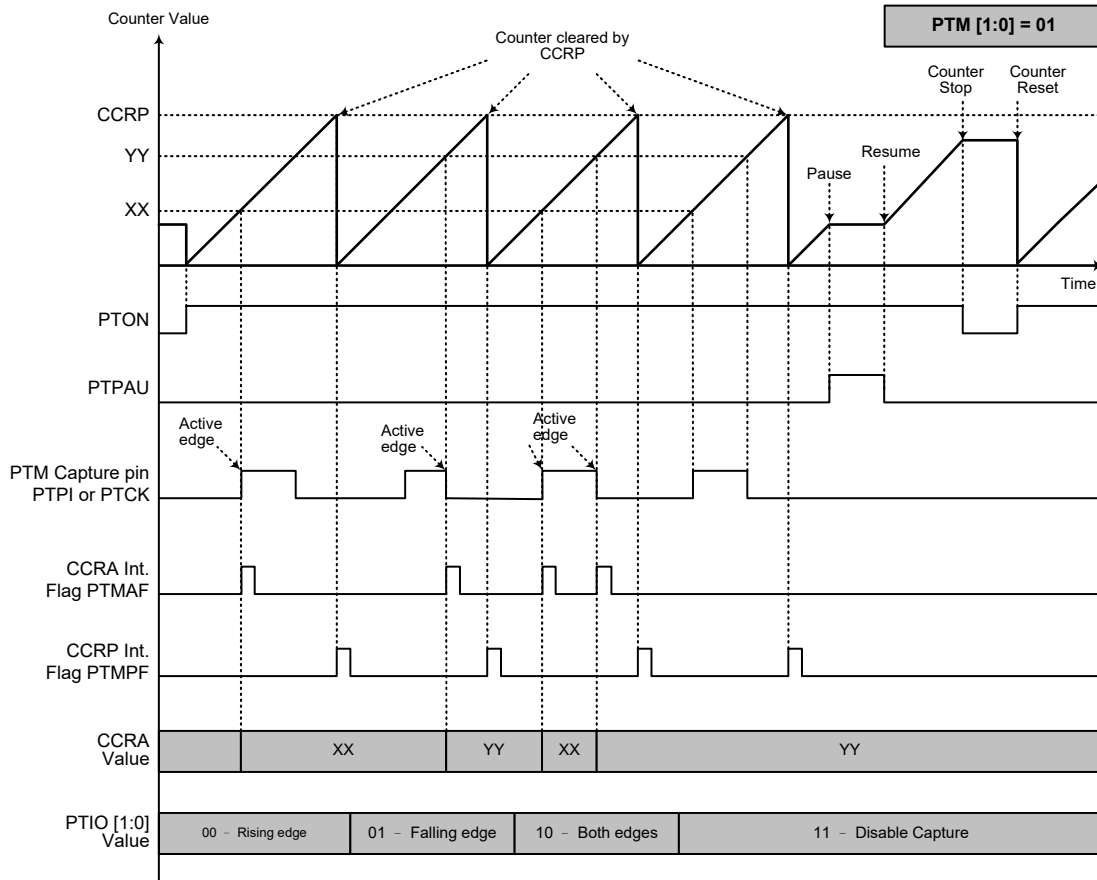 Counter Value
PTM [1:0] = 01
Counter cleared by
CCRP
Counter
Stop
Counter
Reset
CCRP
YY
Resume
Pause
XX
Time
PTON
PTPAU
Active
edge
Active
edge
Active
edge
PTM Capture pin
PTPI or PTCK
CCRA Int.
Flag PTMAF
CCRP Int.
Flag PTMPF
CCRA
Value
XX
YY
XX
YY
PTIO [1:0]
Value
00 – Rising edge
01 – Falling edge
10 – Both edges
11 – Disable Capture